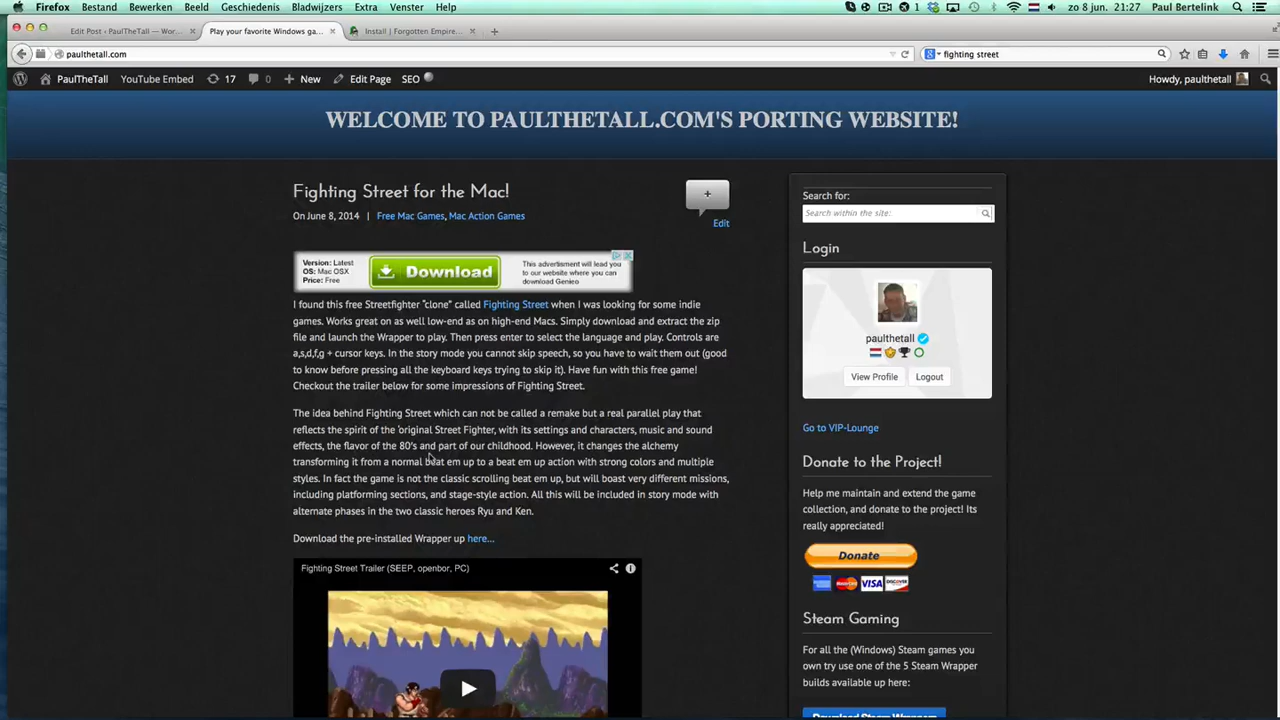 Firefox Bestand Bewerken Beeld Geschiedenis Bladwijzers Extra Venster Help 1 zo 8 jun. 21:27 Paul Bertelink
Edit Post ‹ PaulTheTall — Wor... Play your favorite Windows ga... Install | Forgotten Empire...
paulthetall.com fighting street
PaulTheTall YouTube Embed 17 0 + New Edit Page SEO Howdy, paulthetall
WELCOME TO PAULTHETALL.COM'S PORTING WEBSITE!
Fighting Street for the Mac!
+
On June 8, 2014 | Free Mac Games, Mac Action Games
Edit
Version: Latest
OS: Mac OSX
Price: Free
Download
This advertisment will lead you
to our website where you can
download Genieo
I found this free Streetfighter "clone" called Fighting Street when I was looking for some indie
games. Works great on as well low-end as on high-end Macs. Simply download and extract the zip
file and launch the Wrapper to play. Then press enter to select the language and play. Controls are
a,s,d,f,g + cursor keys. In the story mode you cannot skip speech, so you have to wait them out (good
to know before pressing all the keyboard keys trying to skip it). Have fun with this free game!
Checkout the trailer below for some impressions of Fighting Street.
The idea behind Fighting Street which can not be called a remake but a real parallel play that
reflects the spirit of the 'original Street Fighter, with its settings and characters, music and sound
effects, the flavor of the 80's and part of our childhood. However, it changes the alchemy
transforming it from a normal beat em up to a beat em up action with strong colors and multiple
styles. In fact the game is not the classic scrolling beat em up, but will boast very different missions,
including platforming sections, and stage-style action. All this will be included in story mode with
alternate phases in the two classic heroes Ryu and Ken.
Download the pre-installed Wrapper up here...
Fighting Street Trailer (SEEP, openbor, PC)
Search for:
Search within the site:
Login
paulthetall
View Profile Logout
Go to VIP-Lounge
Donate to the Project!
Help me maintain and extend the game
collection, and donate to the project! Its
really appreciated!
Donate
VISA
DISCOVER
Steam Gaming
For all the (Windows) Steam games you
own try use one of the 5 Steam Wrapper
builds available up here:
Download Steam Wrappers